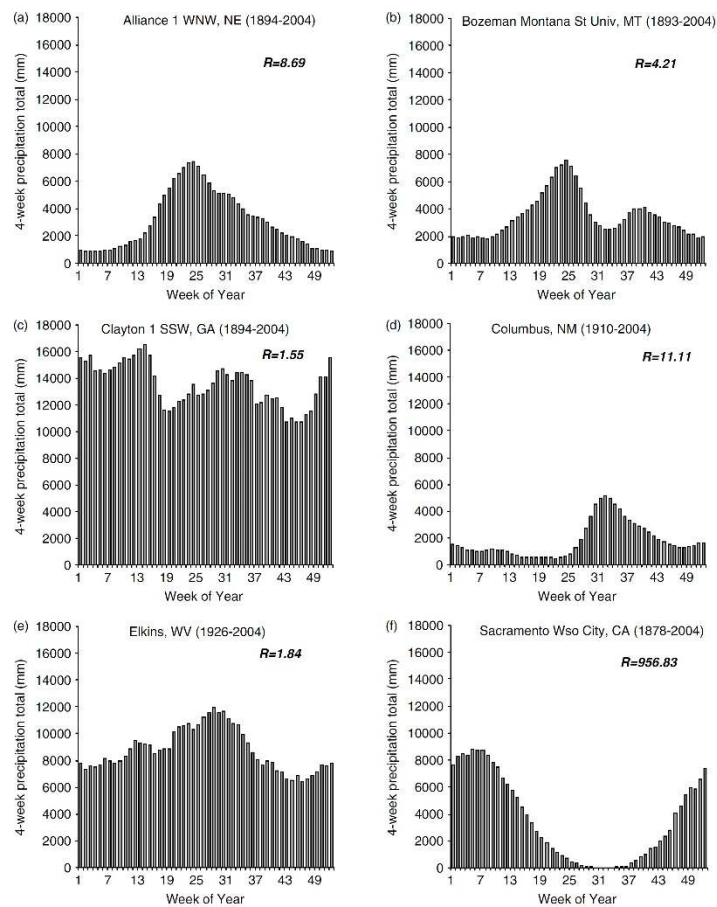 (a)
Alliance 1 WNW, NE (1894-2004)
R=8.69
4-week precipitation total (mm)
18000
16000
14000
12000
10000
8000
6000
4000
2000
0
1 7 13 19 25 31 37 43 49
Week of Year
(b)
Bozeman Montana St Univ, MT (1893-2004)
R=4.21
4-week precipitation total (mm)
18000
16000
14000
12000
10000
8000
6000
4000
2000
0
1 7 13 19 25 31 37 43 49
Week of Year
(c)
Clayton 1 SSW, GA (1894-2004)
R=1.55
4-week precipitation total (mm)
18000
16000
14000
12000
10000
8000
6000
4000
2000
0
1 7 13 19 25 31 37 43 49
Week of Year
(d)
Columbus, NM (1910-2004)
R=11.11
4-week precipitation total (mm)
18000
16000
14000
12000
10000
8000
6000
4000
2000
0
1 7 13 19 25 31 37 43 49
Week of Year
(e)
Elkins, WV (1926-2004)
R=1.84
4-week precipitation total (mm)
18000
16000
14000
12000
10000
8000
6000
4000
2000
0
1 7 13 19 25 31 37 43 49
Week of Year
(f)
Sacramento Wso City, CA (1878-2004)
R=956.83
4-week precipitation total (mm)
18000
16000
14000
12000
10000
8000
6000
4000
2000
0
1 7 13 19 25 31 37 43 49
Week of Year